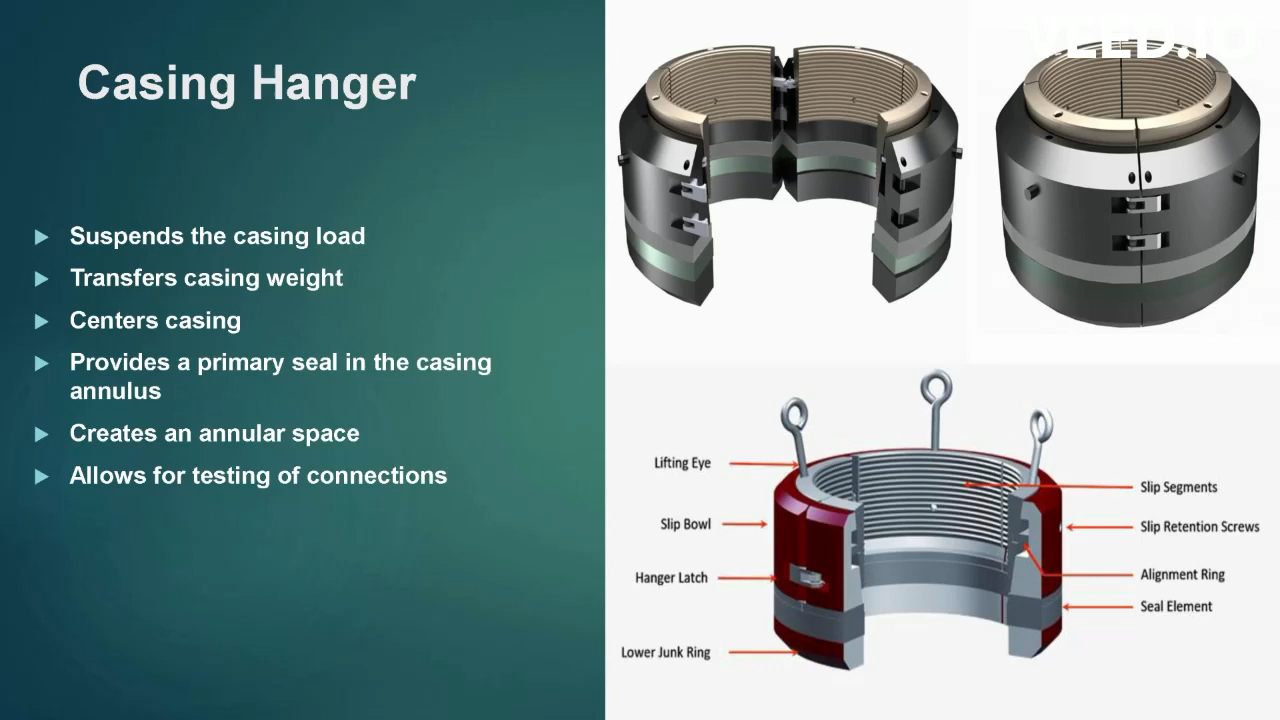 Casing Hanger
Suspends the casing load
Transfers casing weight
Centers casing
Provides a primary seal in the casing
annulus
Creates an annular space
Allows for testing of connections
VEED.IO
Lifting Eye
Slip Bowl
Hanger Latch
Lower Junk Ring
Slip Segments
Slip Retention Screws
Alignment Ring
Seal Element